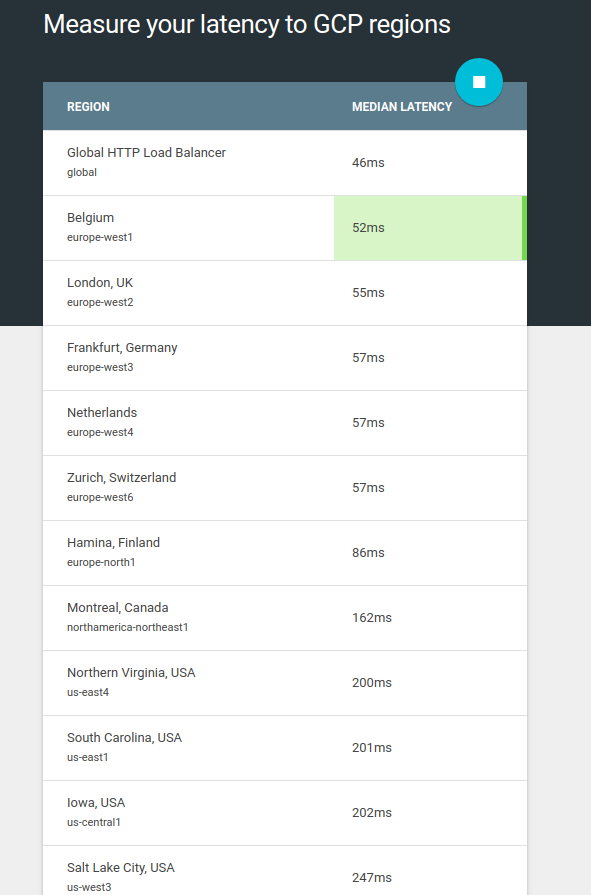 Measure your latency to GCP regions
REGION MEDIAN LATENCY
Global HTTP Load Balancer
global
46ms
Belgium
europe-west1
52ms
London, UK
europe-west2
55ms
Frankfurt, Germany
europe-west3
57ms
Netherlands
europe-west4
57ms
Zurich, Switzerland
europe-west6
57ms
Hamina, Finland
europe-north1
86ms
Montreal, Canada
northamerica-northeast1
162ms
Northern Virginia, USA
us-east4
200ms
South Carolina, USA
us-east1
201ms
Iowa, USA
us-central1
202ms
Salt Lake City, USA
us-west3
247ms